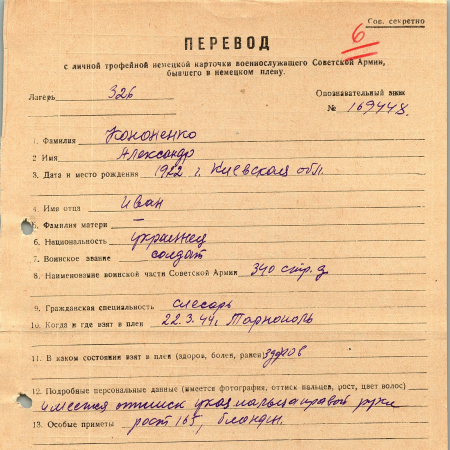 Сов. секретно
6
ПЕРЕВОД
с личной трофейной немецкой карточки военнослужащего Советской Армии,
бывшего в немецком плену.
Лагерь 326
Опознавательный знак
№ 169448.
1. Фамилия Кононенко
2 Имя Александр
3. Дата и место рождения 1922 г. Киевская обл.
4. Имя отца Иван
5. Фамилия матери —
6. Национальность украинец
7. Воинское звание солдат
8. Наименование воинской части Советской Армии 340 стр. д.
9. Гражданская специальность слесарь
10. Когда и где взят в плен 22.3.44г. Тарнополь
11. В каком состоянии взят в плен (здоров, болен, ранен) здоров
12. Подробные персональные данные (имеется фотография, оттиск пальцев, рост, цвет волос)
имеется оттиск указ. пальца правой руки
13. Особые приметы рост 165, блондин.